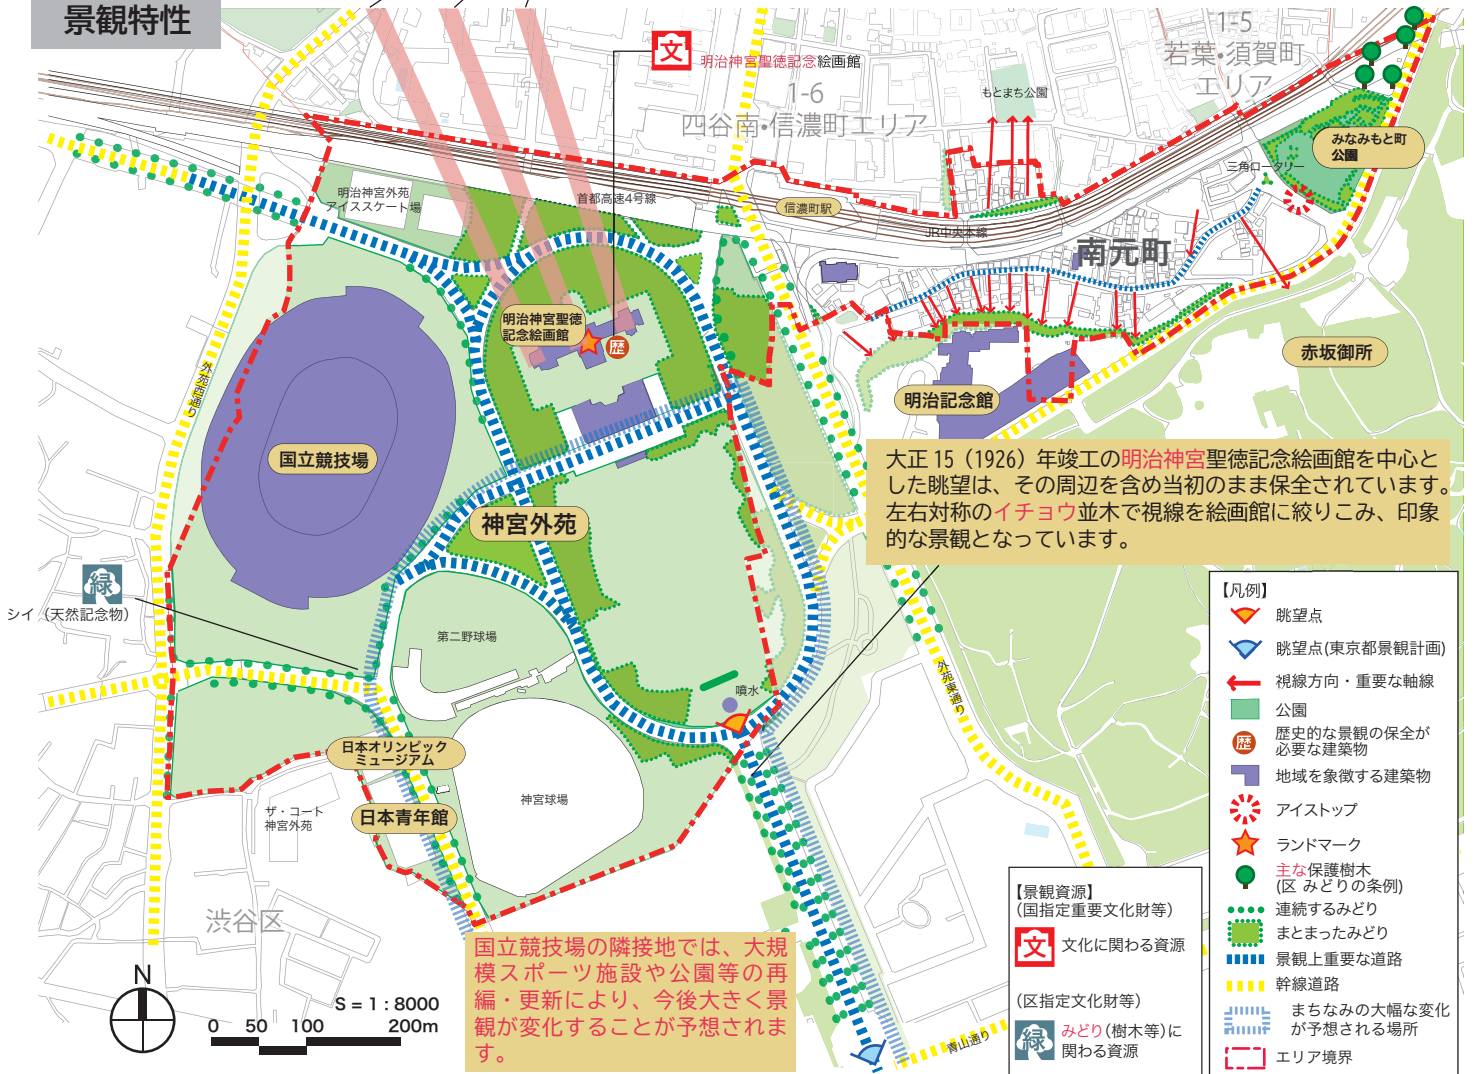 景観特性
文
明治神宮聖徳記念絵画館
1-6
四谷南・信濃町エリア
1-5
若葉・須賀町
エリア
もとまち公園
みなみもと町
公園
三角ロータリー
明治神宮外苑
アイススケート場
首都高速4号線
信濃町駅
JR中央本線
南元町
明治神宮聖徳
記念絵画館
歴
外苑西通り
国立競技場
赤坂御所
明治記念館
大正 15（1926）年竣工の明治神宮聖徳記念絵画館を中心と
した眺望は、その周辺を含め当初のまま保全されています。
左右対称のイチョウ並木で視線を絵画館に絞りこみ、印象
的な景観となっています。
神宮外苑
緑
シイ（天然記念物）
第二野球場
噴水
外苑東通り
日本オリンピック
ミュージアム
神宮球場
日本青年館
ザ・コート
神宮外苑
渋谷区
国立競技場の隣接地では、大規
模スポーツ施設や公園等の再
編・更新により、今後大きく景
観が変化することが予想されま
す。
青山通り
N
S = 1 : 8000
0 50 100 200m
【景観資源】
（国指定重要文化財等）
文 文化に関わる資源
（区指定文化財等）
緑 みどり（樹木等）に
関わる資源
【凡例】
眺望点
眺望点(東京都景観計画)
視線方向・重要な軸線
公園
歴 歴史的な景観の保全が
必要な建築物
地域を象徴する建築物
アイストップ
ランドマーク
主な保護樹木
(区 みどりの条例)
連続するみどり
まとまったみどり
景観上重要な道路
幹線道路
まちなみの大幅な変化
が予想される場所
エリア境界